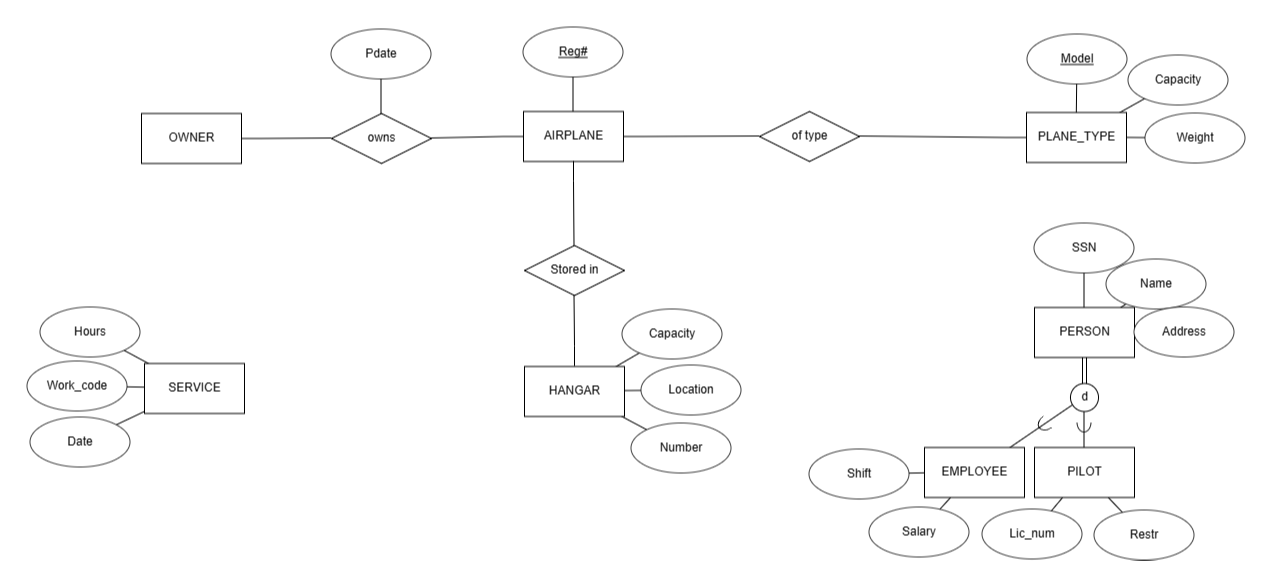 Pdate
Reg#
Model
Capacity
OWNER
owns
AIRPLANE
of type
PLANE_TYPE
Weight
SSN
Stored in
Name
Hours
Capacity
PERSON
Address
Work_code
SERVICE
HANGAR
Location
d
Date
Number
Shift
EMPLOYEE
PILOT
Salary
Lic_num
Restr